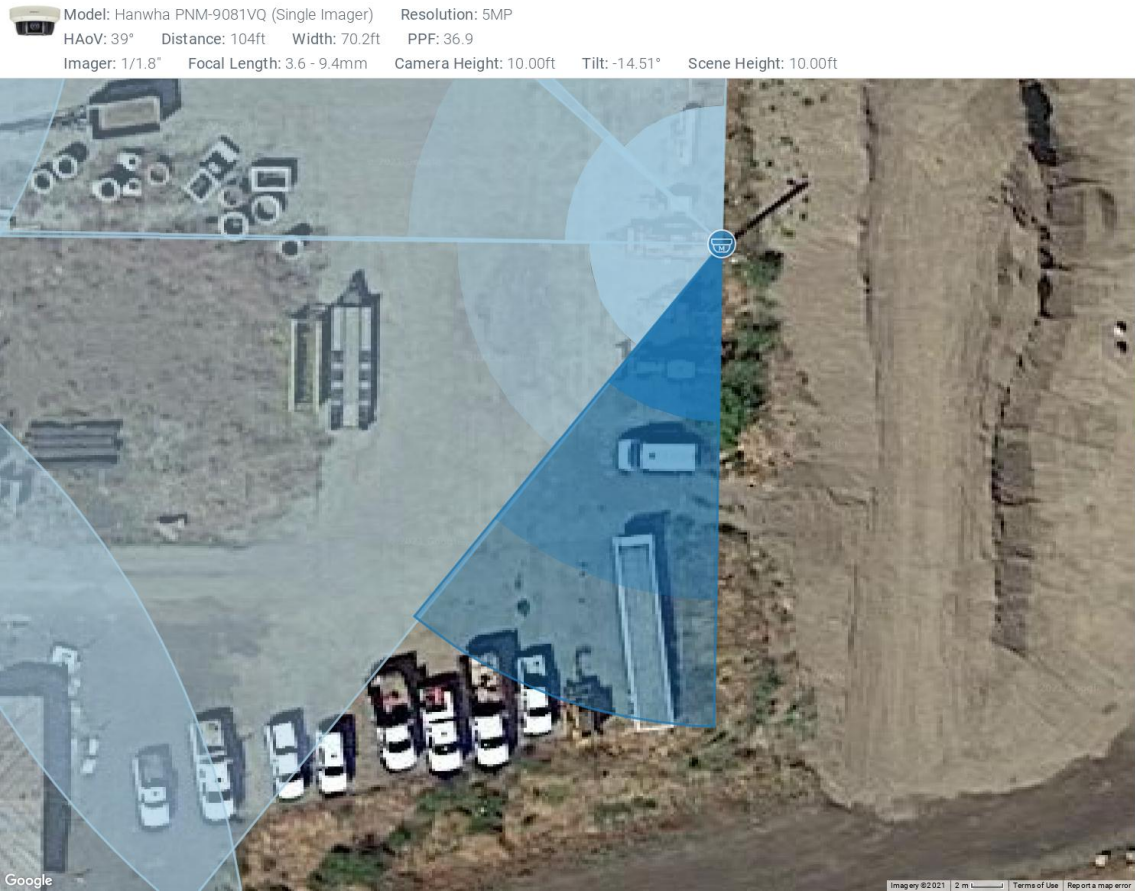 Model: Hanwha PNM-9081VQ (Single Imager) Resolution: 5MP
HAoV: 39° Distance: 104ft Width: 70.2ft PPF: 36.9
Imager: 1/1.8" Focal Length: 3.6 - 9.4mm Camera Height: 10.00ft Tilt: -14.51° Scene Height: 10.00ft
M
Google
Imagery ©2021 2 m Terms of Use Report a map error